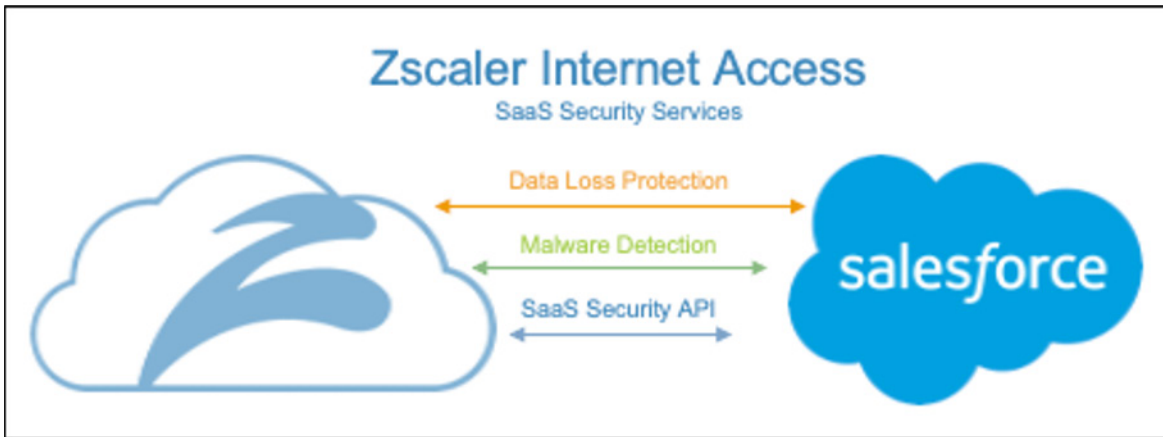 Zscaler Internet Access
SaaS Security Services
Data Loss Protection
Malware Detection
SaaS Security API
salesforce